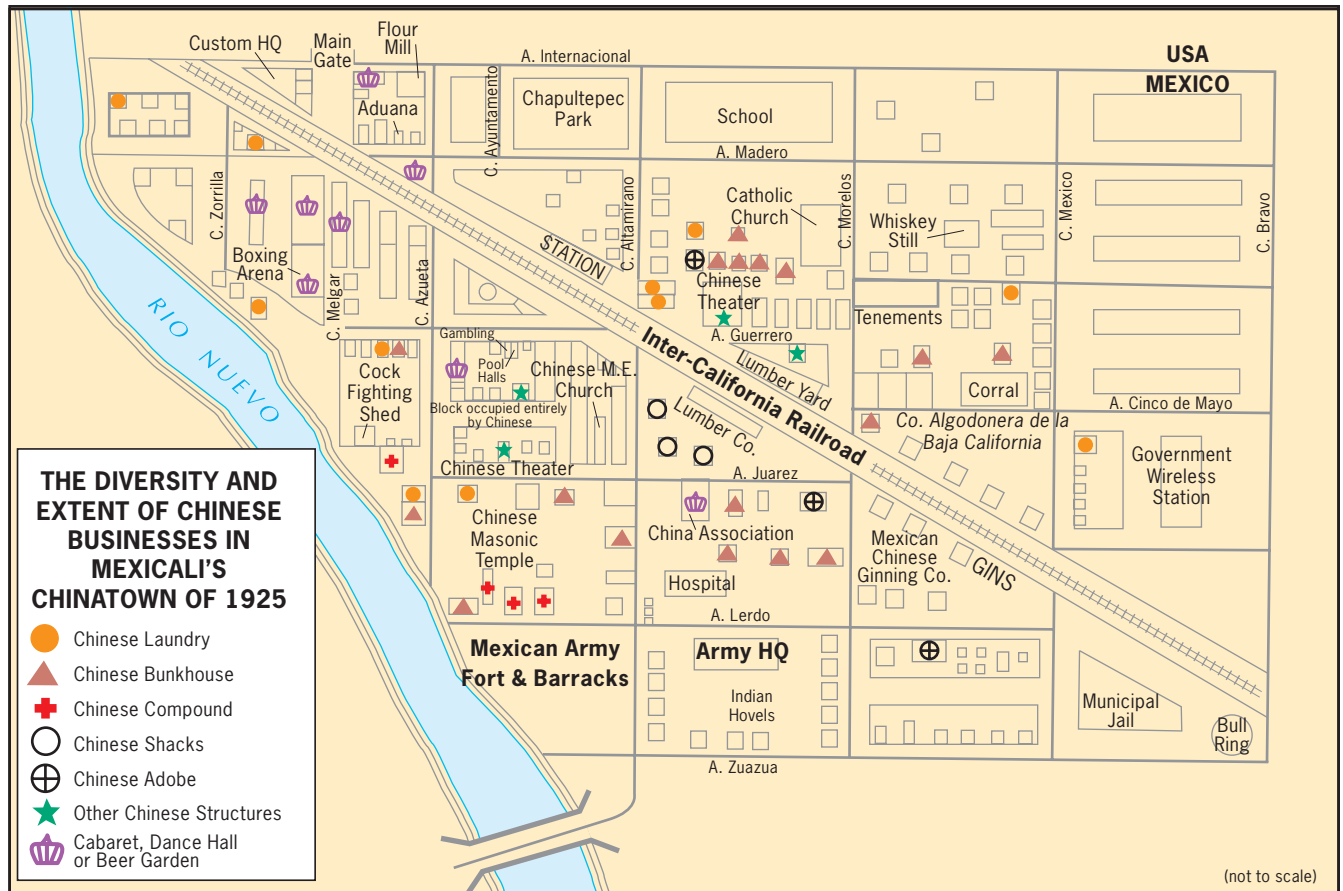 Custom HQ
Main
Gate
Flour
Mill
A. Internacional
USA
MEXICO
Aduana
C. Ayuntamento
Chapultepec
Park
School
A. Madero
C. Zorrilla
C. Altamirano
Catholic
Church
C. Morelos
Whiskey
Still
C. Mexico
C. Bravo
Boxing
Arena
STATION
C. Melgar
C. Azueta
Chinese
Theater
Tenements
RIO NUEVO
Gambling
Pool
Halls
A. Guerrero
Inter-California Railroad
Lumber Yard
Cock
Fighting
Shed
Chinese M.E.
Church
Corral
Block occupied entirely
by Chinese
Lumber Co.
A. Cinco de Mayo
Co. Algodonera de la
Baja California
Chinese Theater
A. Juarez
Government
Wireless
Station
Chinese
Masonic
Temple
China Association
Mexican
Chinese
Ginning Co.
GINS
Hospital
A. Lerdo
Mexican Army
Fort & Barracks
Army HQ
Indian
Hovels
Municipal
Jail
Bull
Ring
A. Zuazua
THE DIVERSITY AND
EXTENT OF CHINESE
BUSINESSES IN
MEXICALI'S
CHINATOWN OF 1925
Chinese Laundry
Chinese Bunkhouse
Chinese Compound
Chinese Shacks
Chinese Adobe
Other Chinese Structures
Cabaret, Dance Hall
or Beer Garden
(not to scale)